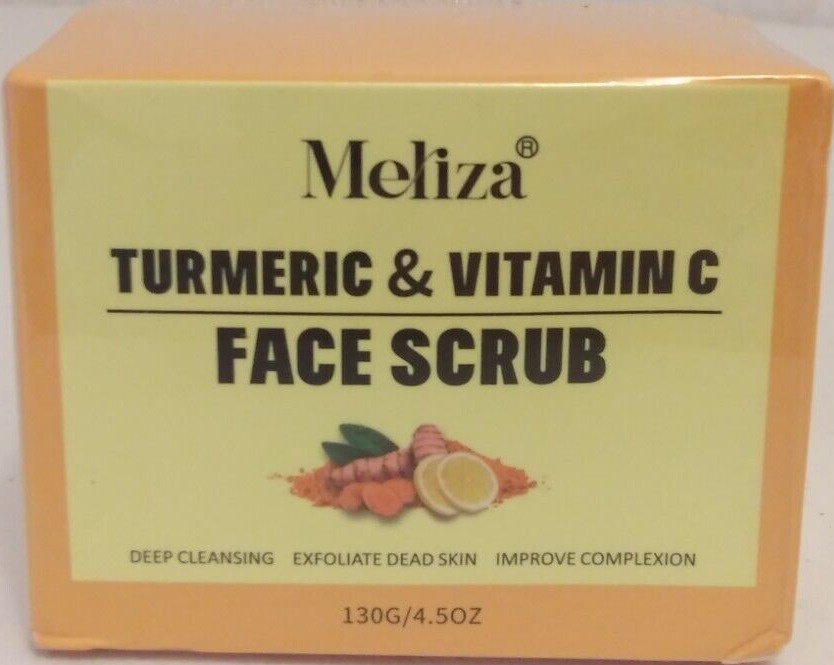 Meliza®
TURMERIC & VITAMIN C
FACE SCRUB
DEEP CLEANSING EXFOLIATE DEAD SKIN IMPROVE COMPLEXION
130G/4.5OZ